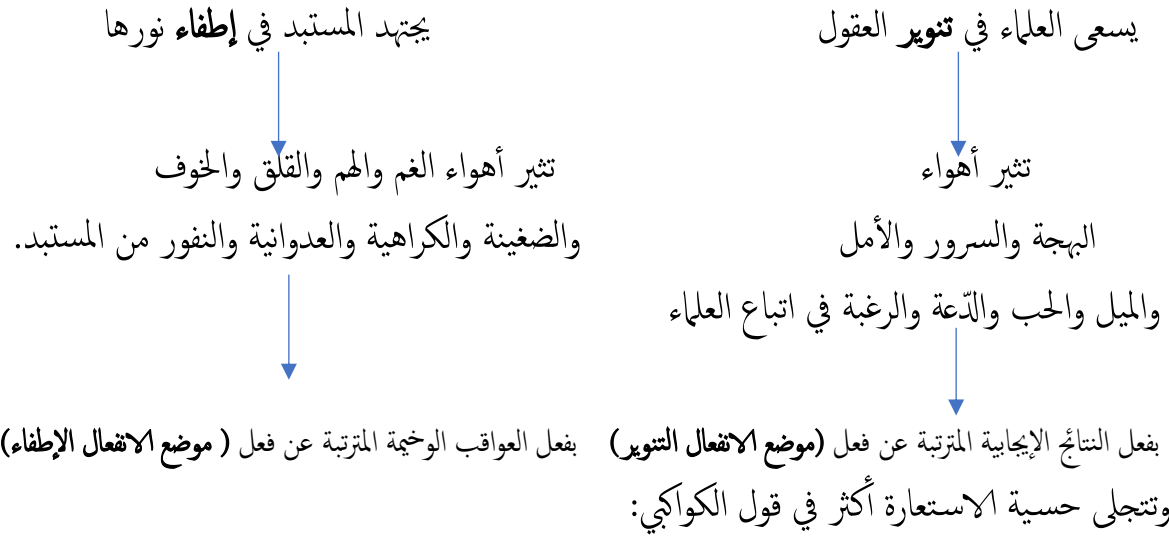 يسعى العلماء في تنوير العقول
يجتهد المستبد في إطفاء نورها
تثير أهواء
تثير أهواء الغم والهم والقلق والخوف
البهجة والسرور والأمل
والضغينة والكراهية والعدوانية والنفور من المستبد.
والميل والحب والدّعة والرغبة في اتباع العلماء
بفعل النتائج الإيجابية المترتبة عن فعل (موضع الانفعال التنوير)
بفعل العواقب الوخيمة المترتبة عن فعل ( موضع الانفعال الإطفاء)
وتتجلى حسية الاستعارة أكثر في قول الكواكبي: